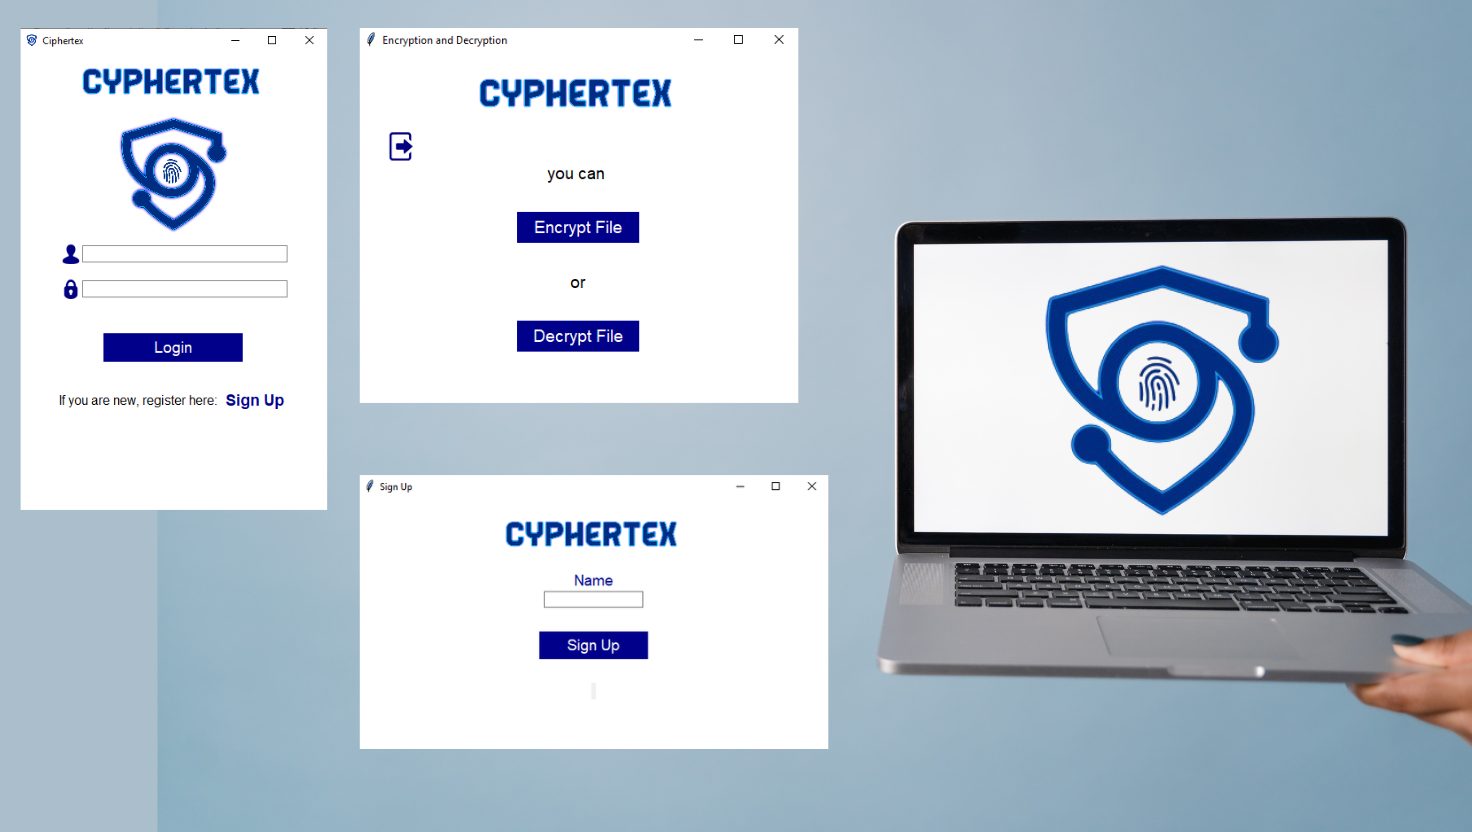 Ciphertex
CYPHERTEX
Login
If you are new, register here: Sign Up
Encryption and Decryption
CYPHERTEX
you can
Encrypt File
or
Decrypt File
Sign Up
CYPHERTEX
Name
Sign Up